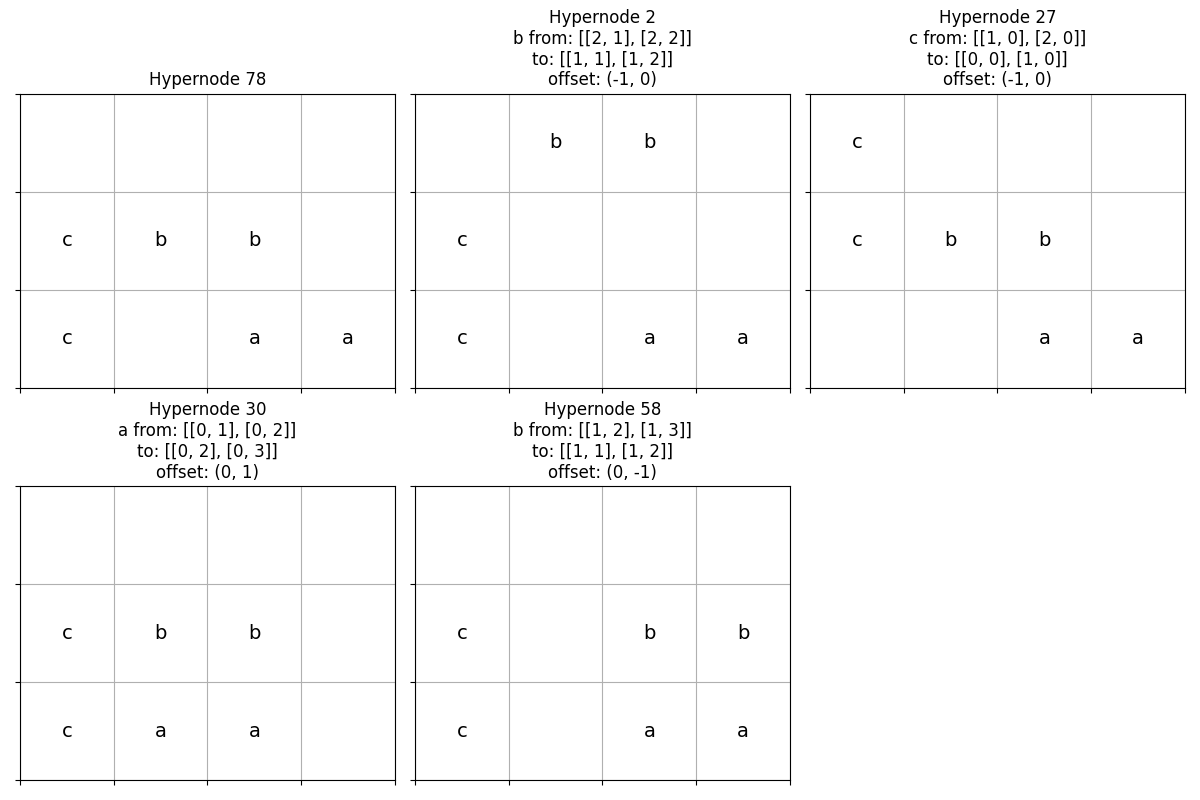 Hypernode 78
c b b
c a a
Hypernode 2
b from: [[2, 1], [2, 2]]
to: [[1, 1], [1, 2]]
offset: (-1, 0)
b b
c
c a a
Hypernode 27
c from: [[1, 0], [2, 0]]
to: [[0, 0], [1, 0]]
offset: (-1, 0)
c
c b b
a a
Hypernode 30
a from: [[0, 1], [0, 2]]
to: [[0, 2], [0, 3]]
offset: (0, 1)
c b b
c a a
Hypernode 58
b from: [[1, 2], [1, 3]]
to: [[1, 1], [1, 2]]
offset: (0, -1)
c b b
c a a